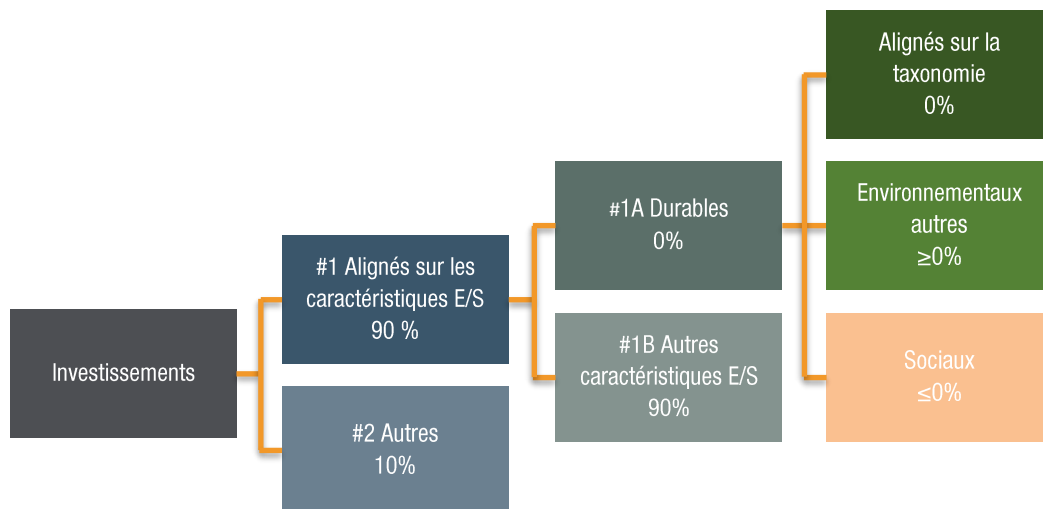 Investissements
#1 Alignés sur les
caractéristiques E/S
90 %
#2 Autres
10%
#1A Durables
0%
#1B Autres
caractéristiques E/S
90%
Alignés sur la
taxonomie
0%
Environnementaux
autres
≥0%
Sociaux
≤0%